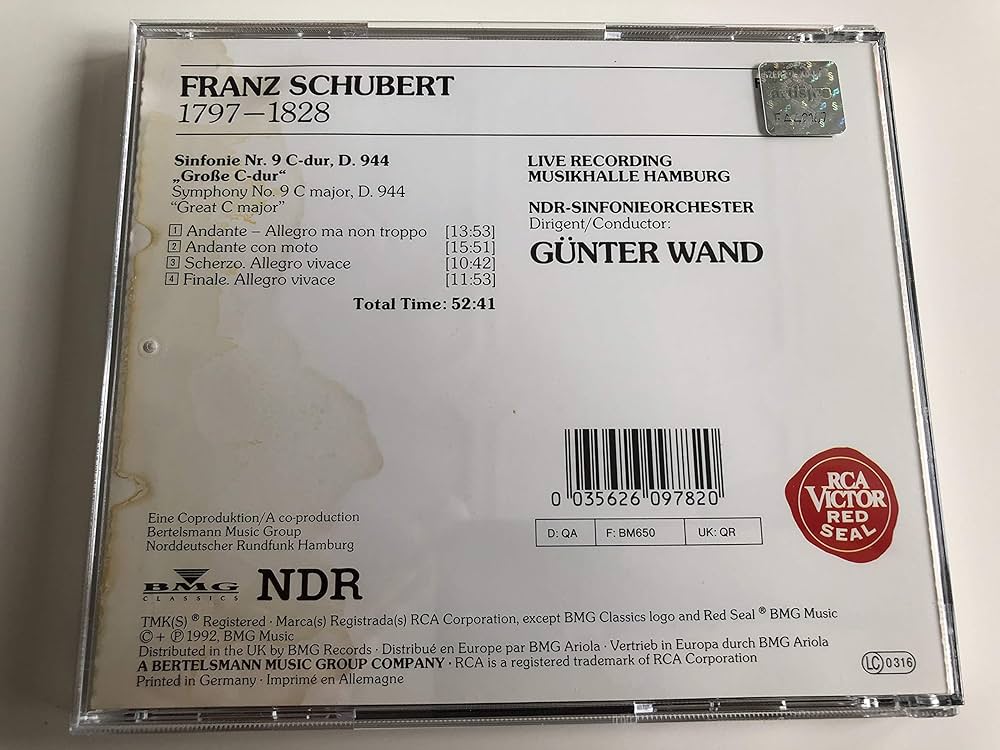 FRANZ SCHUBERT
1797–1828
Sinfonie Nr. 9 C-dur, D. 944
„Große C-dur“
Symphony No. 9 C major, D. 944
“Great C major”
1 Andante – Allegro ma non troppo [13:53]
2 Andante con moto [15:51]
3 Scherzo. Allegro vivace [10:42]
4 Finale. Allegro vivace [11:53]
Total Time: 52:41
LIVE RECORDING
MUSIKHALLE HAMBURG
NDR-SINFONIEORCHESTER
Dirigent/Conductor:
GÜNTER WAND
0 035626 097820
D: QA F: BM650 UK: QR
RCA
VICTOR
RED
SEAL
Eine Coproduktion/A co-production
Bertelsmann Music Group
Norddeutscher Rundfunk Hamburg
BMG
CLASSICS
NDR
TMK(S) ® Registered · Marca(s) Registrada(s) RCA Corporation, except BMG Classics logo and Red Seal ® BMG Music
© + ℗ 1992, BMG Music
Distributed in the UK by BMG Records · Distribué en Europe par BMG Ariola · Vertrieb in Europa durch BMG Ariola
A BERTELSMANN MUSIC GROUP COMPANY · RCA is a registered trademark of RCA Corporation
Printed in Germany · Imprimé en Allemagne
LC 0316